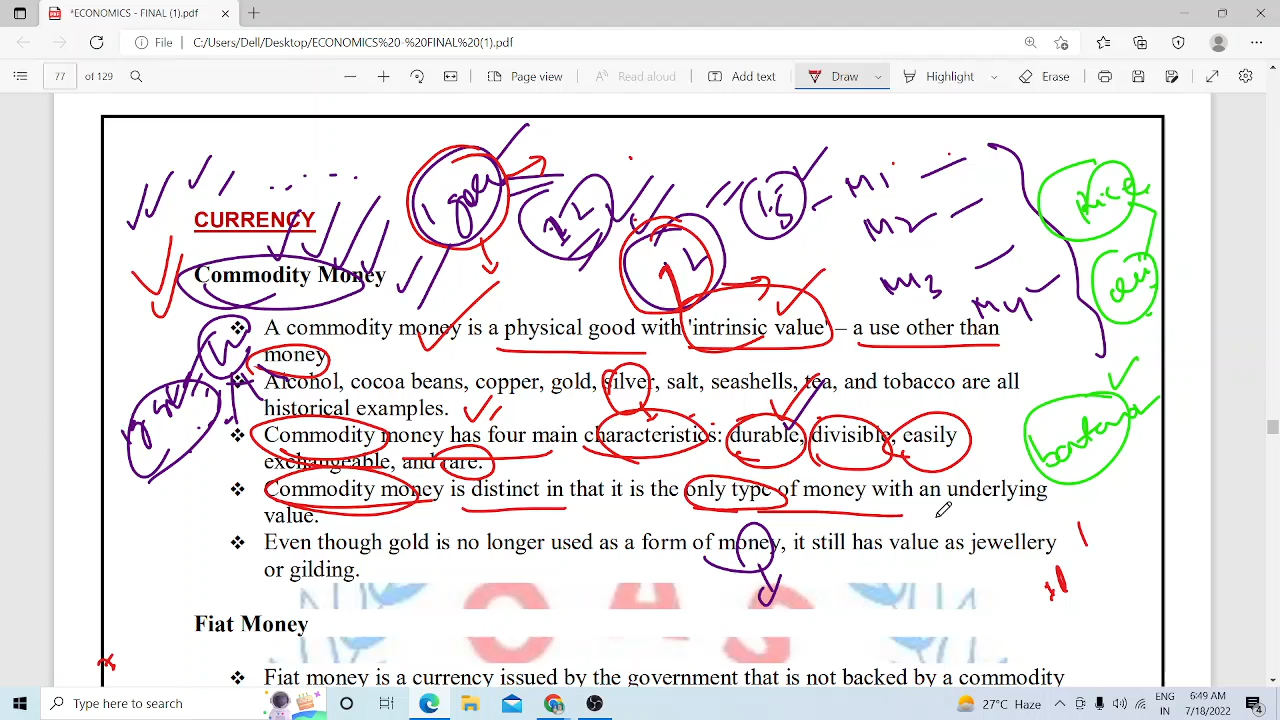 *ECONOMICS - FINAL (1).pdf
File
C:/Users/Dell/Desktop/ECONOMICS%20-%20FINAL%20(1).pdf
77 of 129
Page view
Read aloud
Add text
Draw
Highlight
Erase
Rice
M1
M2
M3
M4
CURRENCY
Commodity Money
❖ A commodity money is a physical good with 'intrinsic value' – a use other than
money
❖ Alcohol, cocoa beans, copper, gold, silver, salt, seashells, tea, and tobacco are all
historical examples.
❖ Commodity money has four main characteristics: durable, divisible, easily
exchangeable, and rare.
❖ Commodity money is distinct in that it is the only type of money with an underlying
value.
❖ Even though gold is no longer used as a form of money, it still has value as jewellery
or gilding.
OAS
Fiat Money
❖ Fiat money is a currency issued by the government that is not backed by a commodity
Type here to search
27°C Haze
ENG
IN
6:49 AM
7/18/2022
4